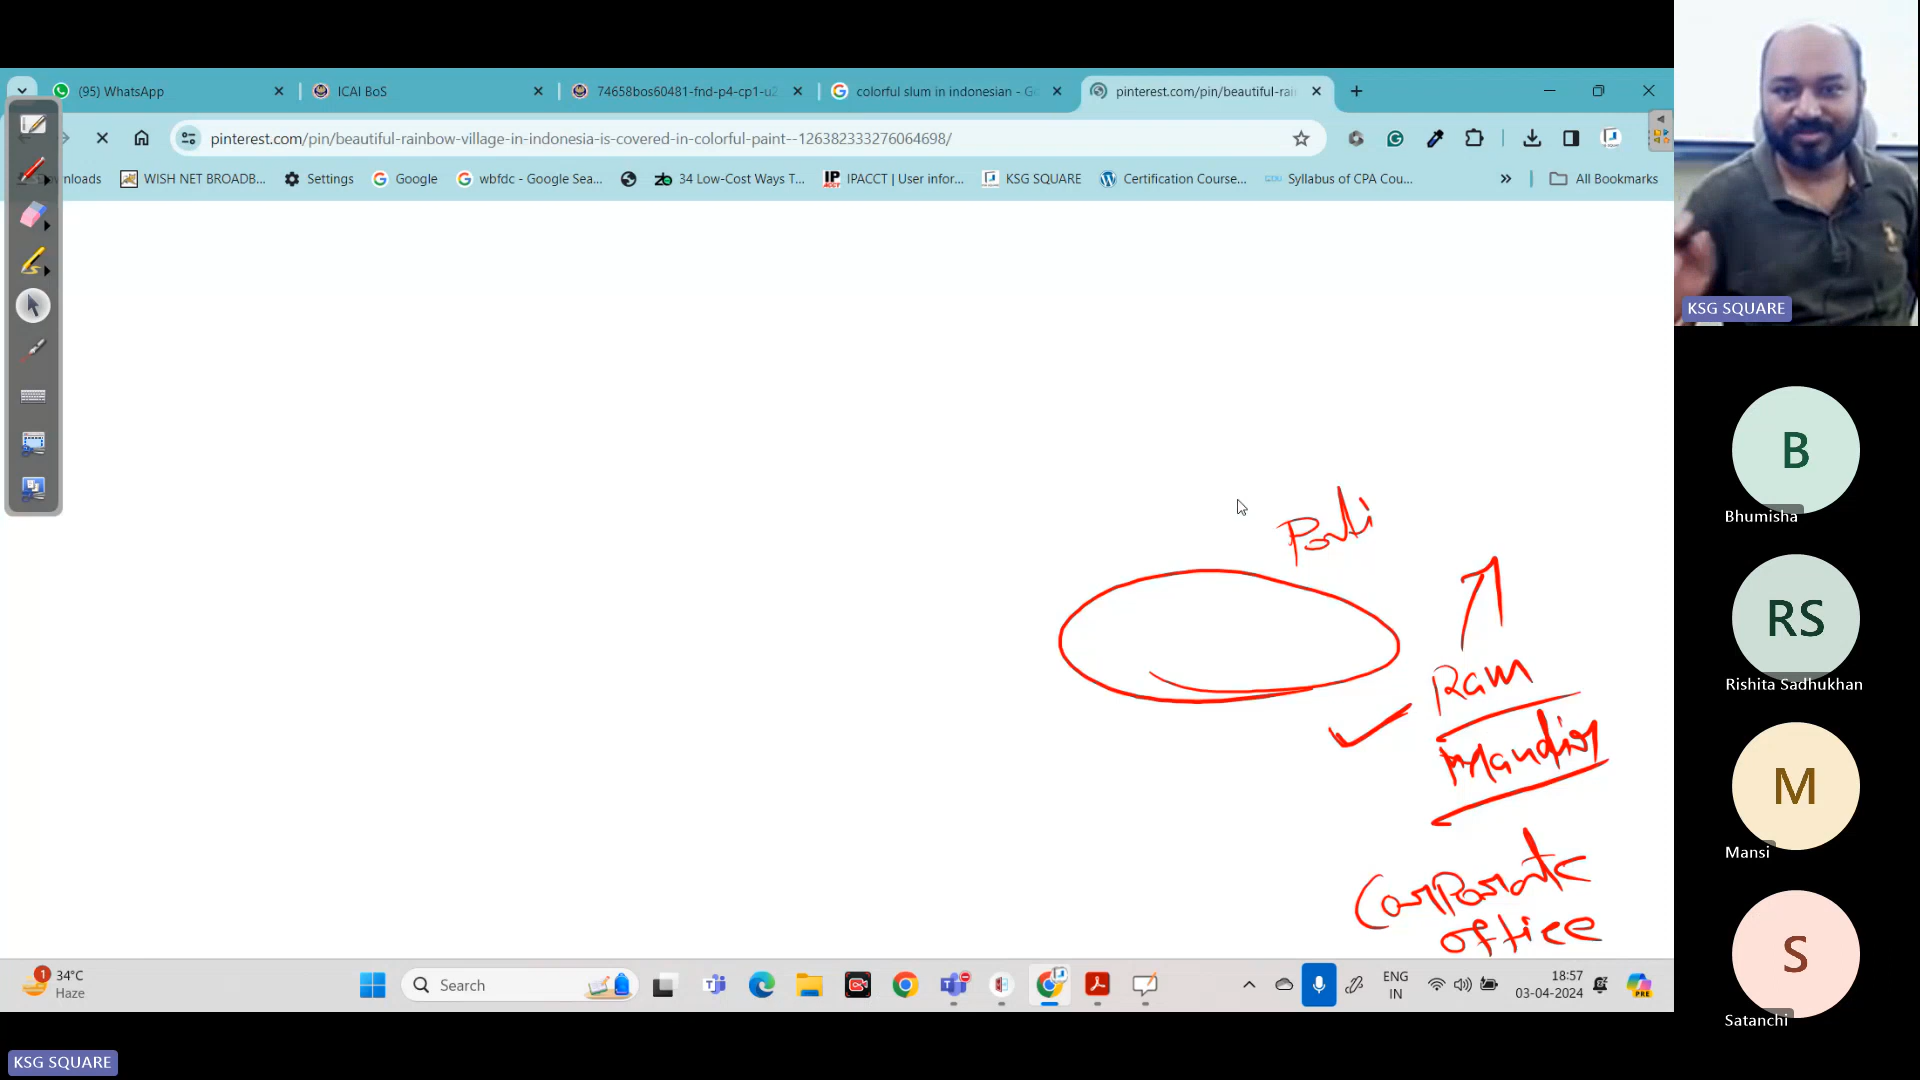 (95) WhatsApp
ICAI BoS
74658bos60481-fnd-p4-cp1-u2
colorful slum in indonesian - G
pinterest.com/pin/beautiful-rai
pinterest.com/pin/beautiful-rainbow-village-in-indonesia-is-covered-in-colorful-paint--126382333276064698/
WISH NET BROADB...
Settings
Google
wbfdc - Google Sea...
34 Low-Cost Ways T...
IPACCT | User infor...
KSG SQUARE
Certification Course...
Syllabus of CPA Cou...
All Bookmarks
KSG SQUARE
B
Bhumisha
Ram
Mandir
Corporate
office
RS
Rishita Sadhukhan
M
Mansi
S
Satanchi
1
34°C
Haze
Search
ENG
IN
18:57
03-04-2024
KSG SQUARE